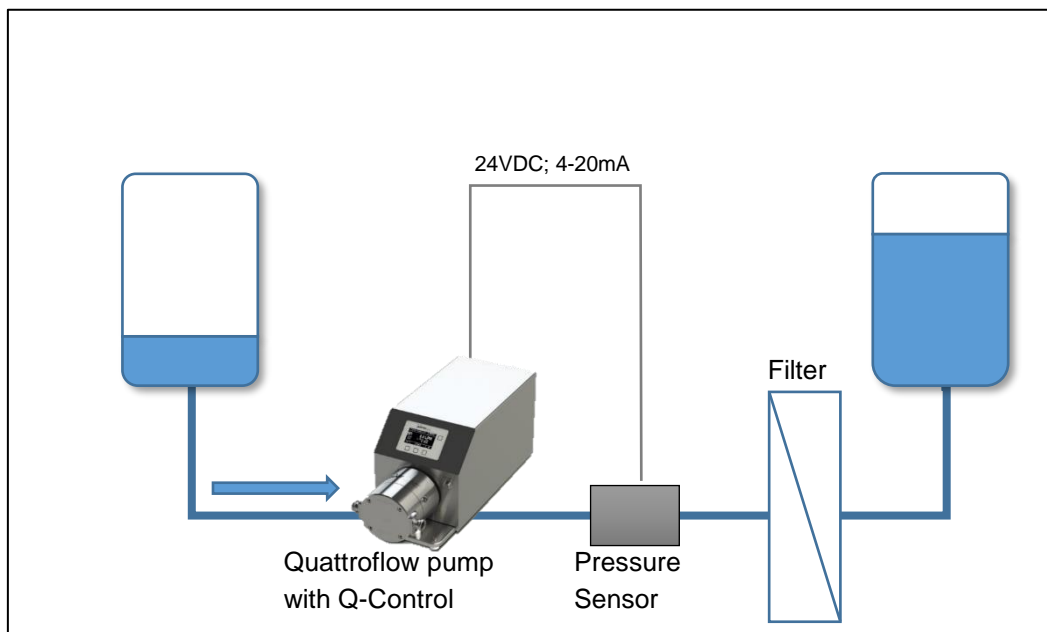 24VDC; 4-20mA
Filter
Quattroflow pump
with Q-Control
Pressure
Sensor